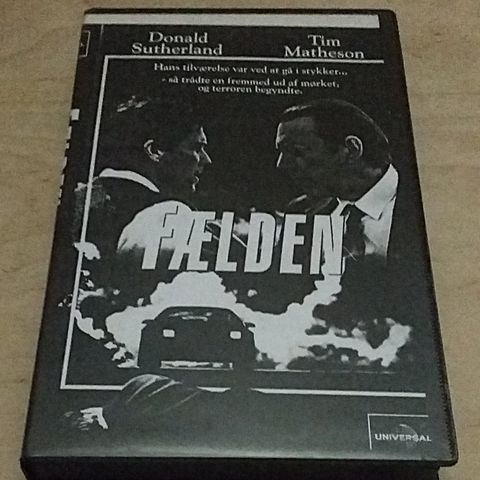 Donald Sutherland
Tim Matheson
Hans tilværelse var ved at gå i stykker...
- så trådte en fremmed ud af mørket,
og terroren begyndte.
FÆLDEN
UNIVERSAL